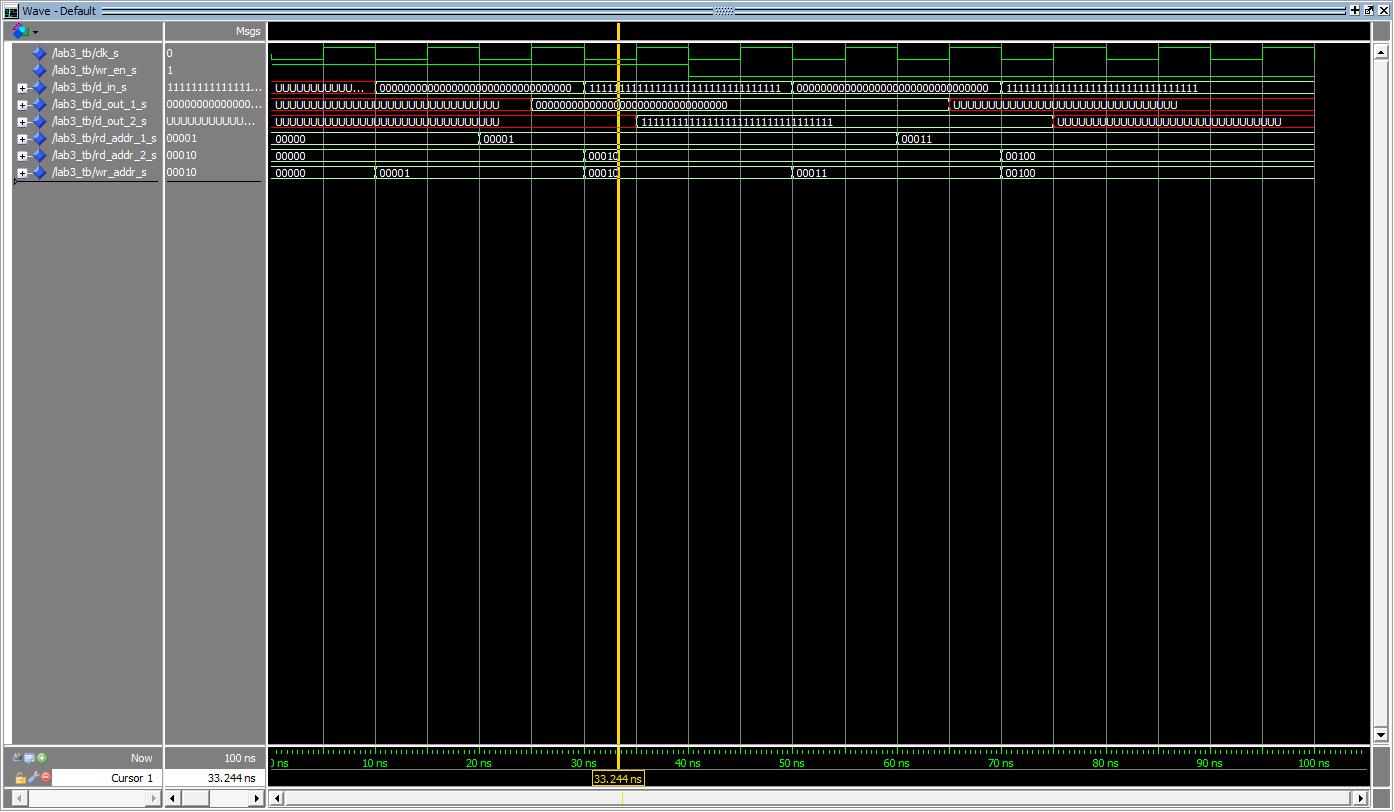 Wave - Default
Msgs
/lab3_tb/clk_s 0
/lab3_tb/wr_en_s 1
/lab3_tb/d_in_s 11111111111111... UUUUUUUUUUU... 00000000000000000000000000000000 11111111111111111111111111111111 00000000000000000000000000000000 11111111111111111111111111111111
/lab3_tb/d_out_1_s 00000000000000... UUUUUUUUUUUUUUUUUUUUUUUUUUUUUUUU 00000000000000000000000000000000 UUUUUUUUUUUUUUUUUUUUUUUUUUUUUUUU
/lab3_tb/d_out_2_s UUUUUUUUUUU... UUUUUUUUUUUUUUUUUUUUUUUUUUUUUUUU 11111111111111111111111111111111 UUUUUUUUUUUUUUUUUUUUUUUUUUUUUUUU
/lab3_tb/rd_addr_1_s 00001 00000 00001 00011
/lab3_tb/rd_addr_2_s 00010 00000 00010 00100
/lab3_tb/wr_addr_s 00010 00000 00001 00010 00011 00100
Now 100 ns 0 ns 10 ns 20 ns 30 ns 40 ns 50 ns 60 ns 70 ns 80 ns 90 ns 100 ns
Cursor 1 33.244 ns 33.244 ns